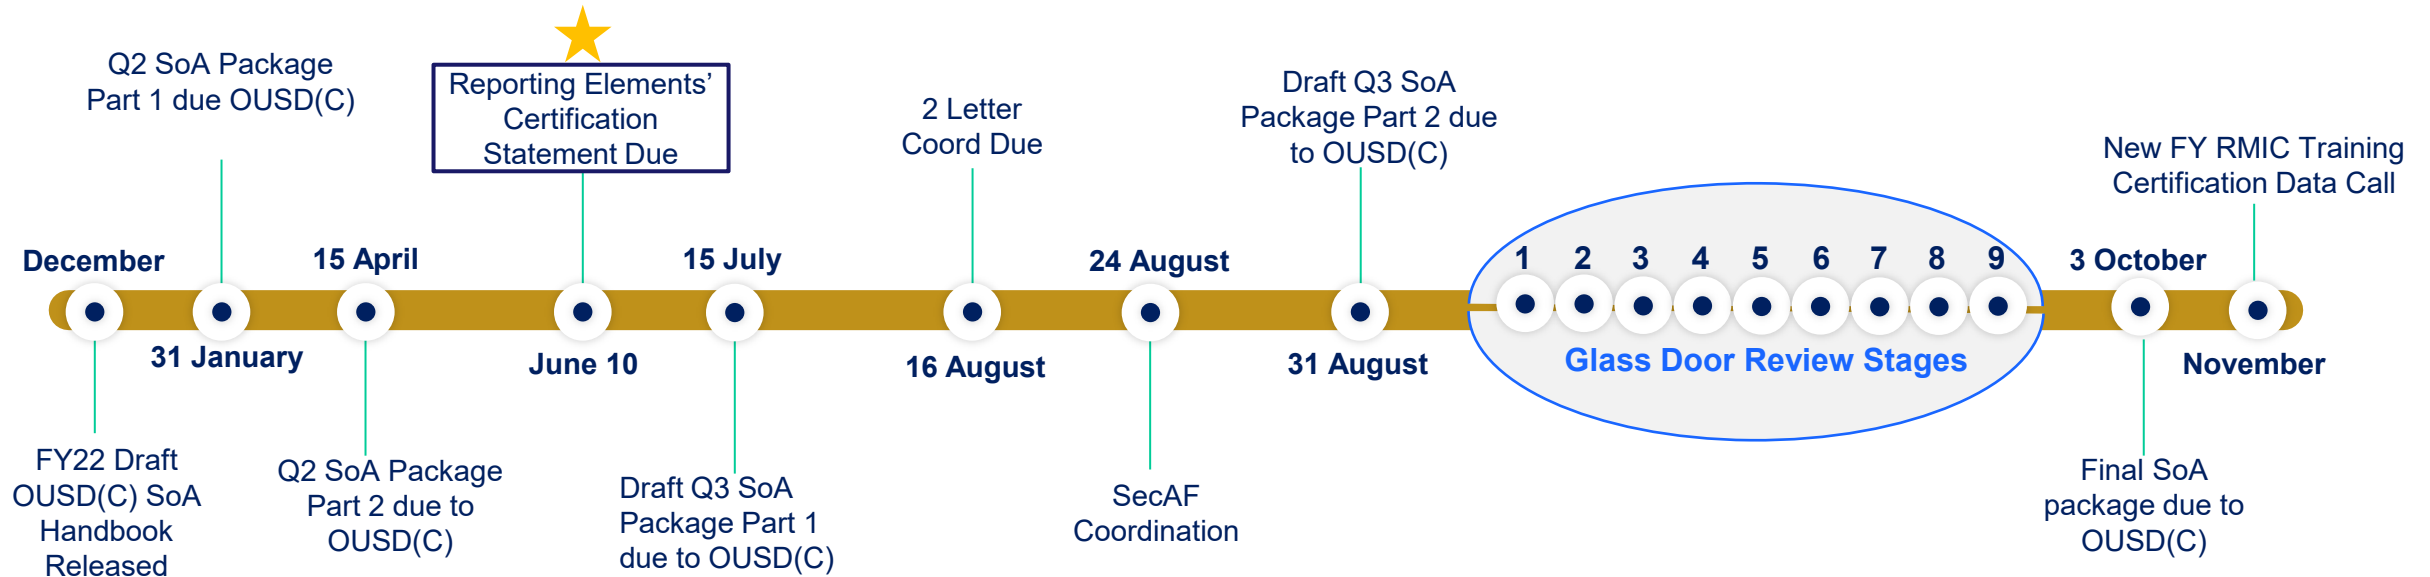 December
FY22 Draft
OUSD(C) SoA
Handbook
Released
Q2 SoA Package
Part 1 due OUSD(C)
31 January
15 April
Q2 SoA Package
Part 2 due to
OUSD(C)
Reporting Elements’
Certification
Statement Due
June 10
15 July
Draft Q3 SoA
Package Part 1
due to OUSD(C)
2 Letter
Coord Due
16 August
24 August
SecAF
Coordination
Draft Q3 SoA
Package Part 2 due
to OUSD(C)
31 August
1 2 3 4 5 6 7 8 9
Glass Door Review Stages
3 October
Final SoA
package due to
OUSD(C)
New FY RMIC Training
Certification Data Call
November